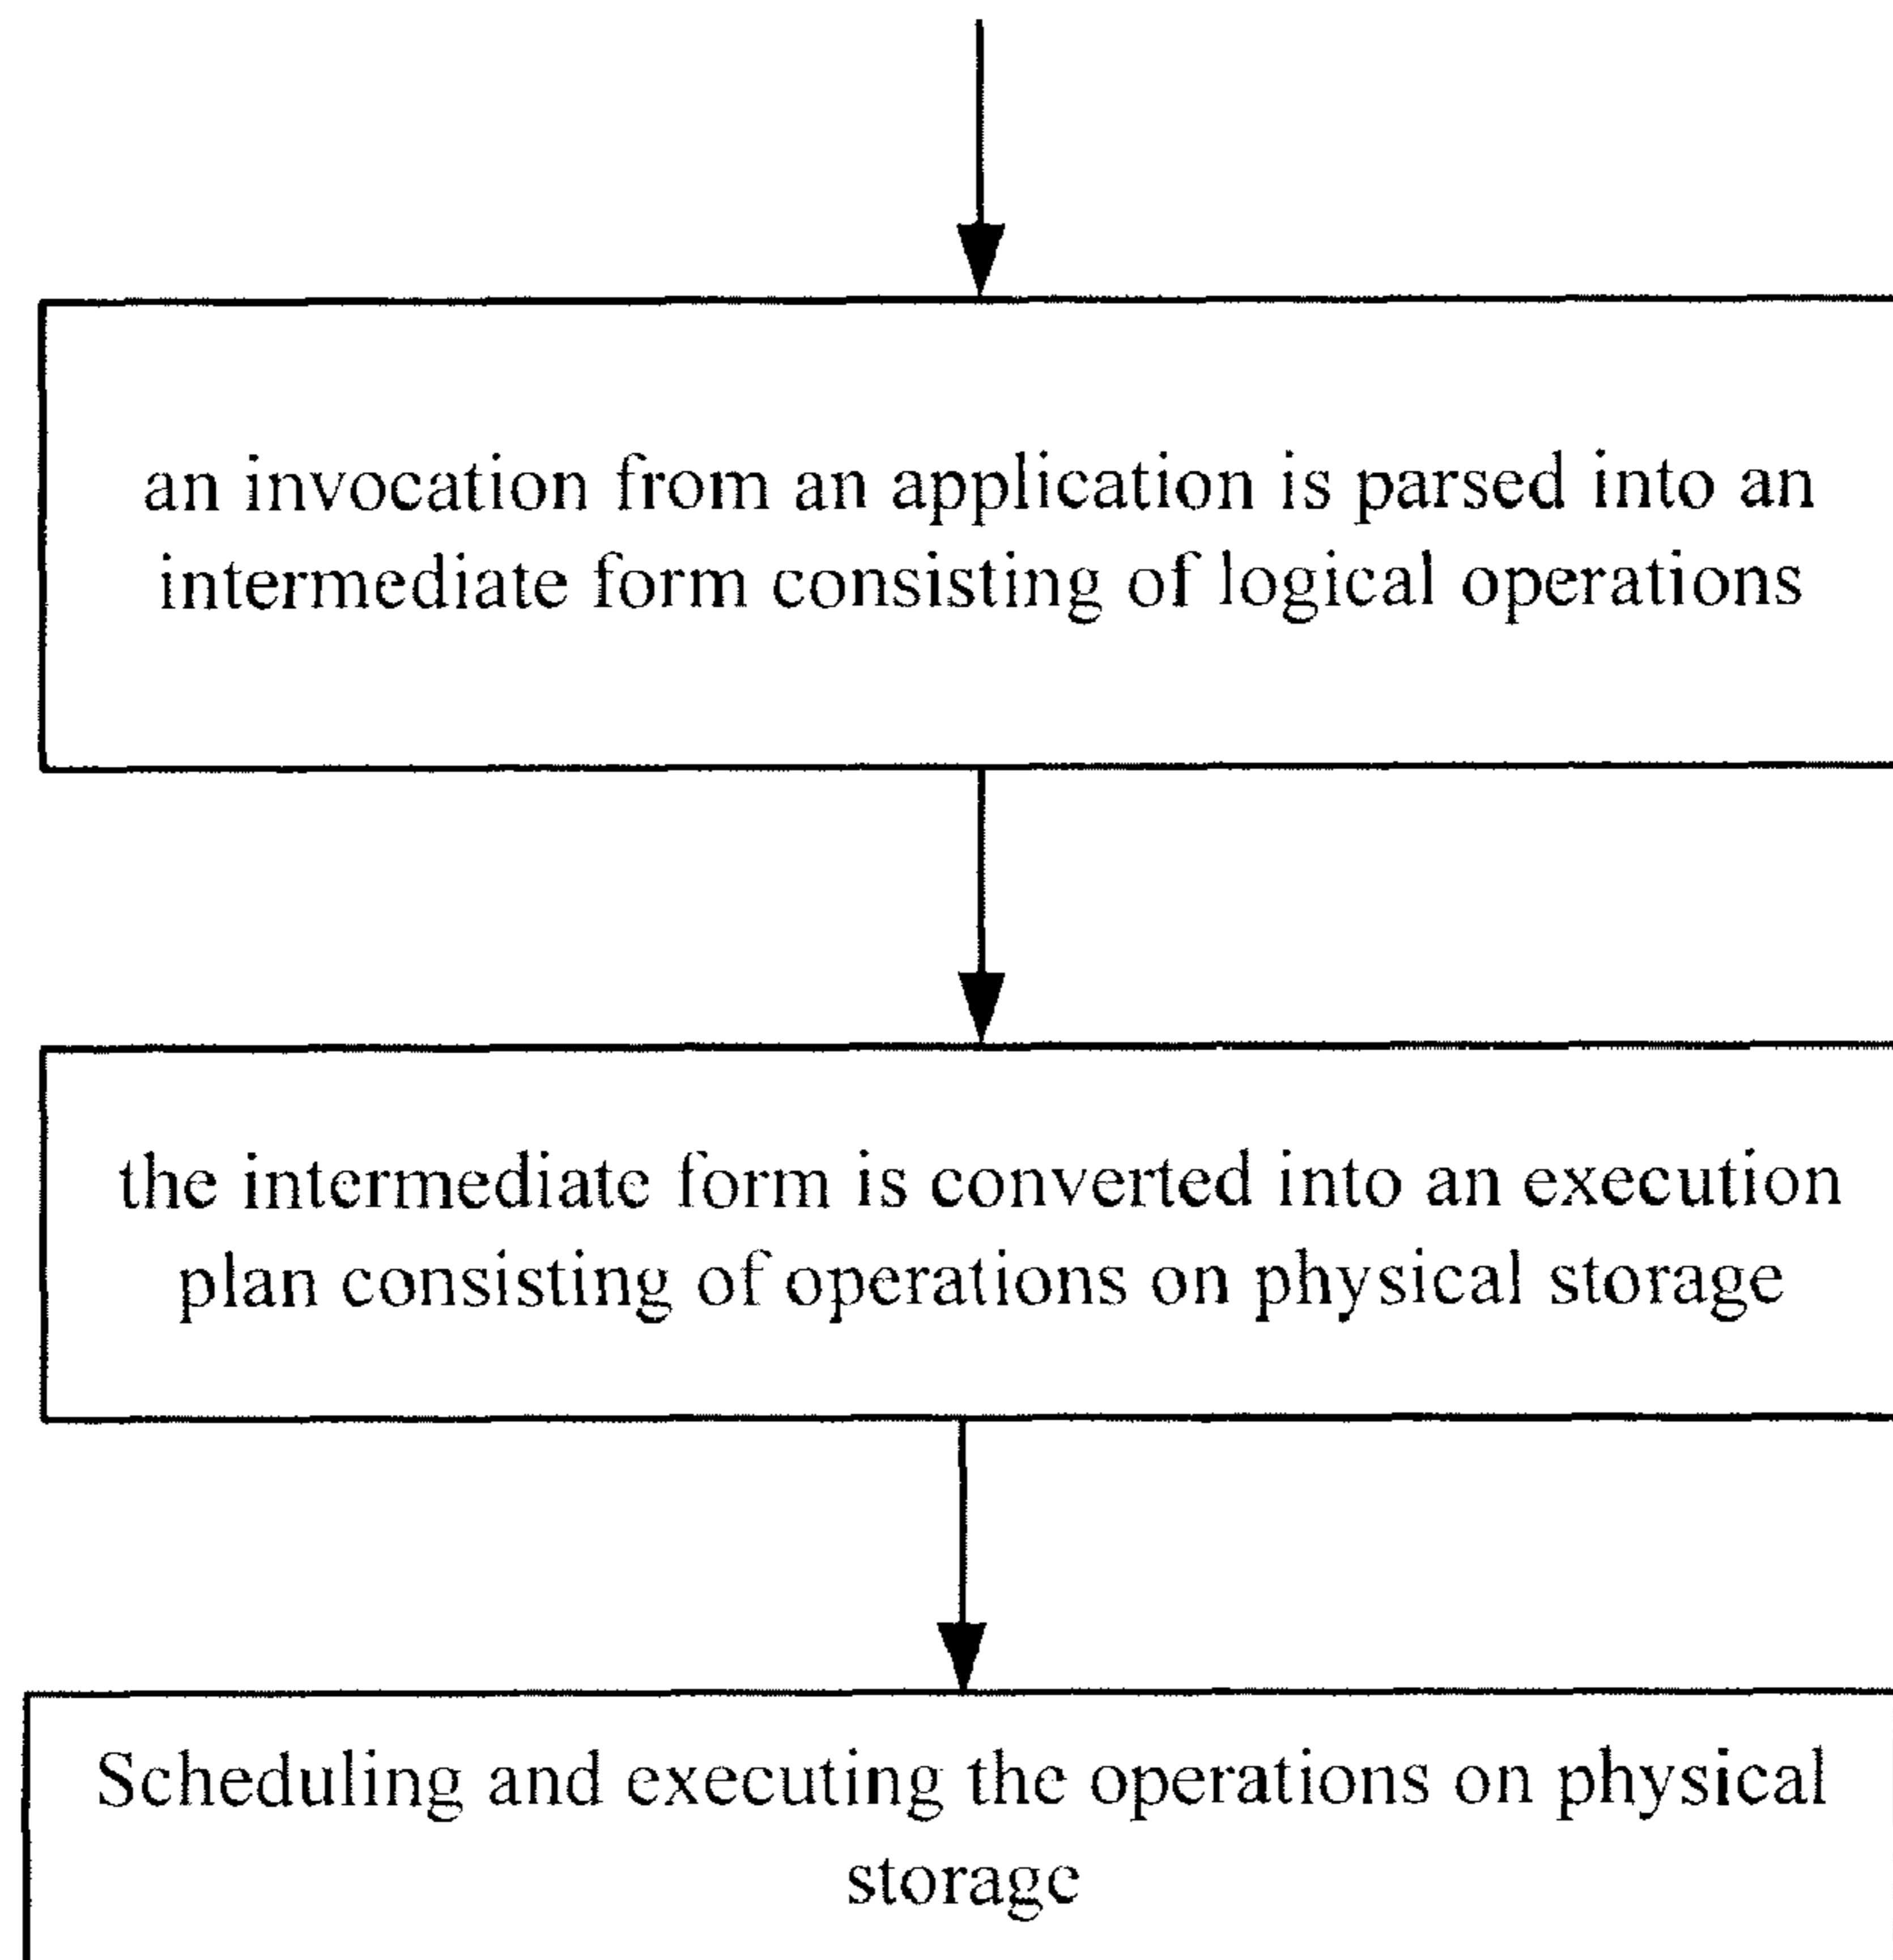 an invocation from an application is parsed into an
intermediate form consisting of logical operations
the intermediate form is converted into an execution
plan consisting of operations on physical storage
Scheduling and executing the operations on physical
storage